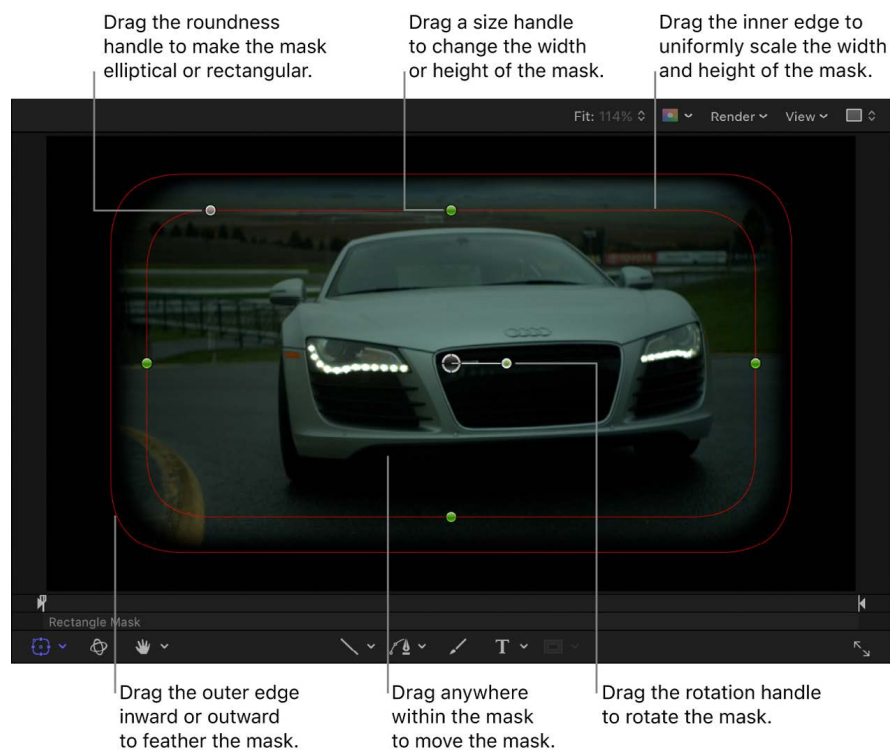 Drag the roundness
handle to make the mask
elliptical or rectangular.
Drag a size handle
to change the width
or height of the mask.
Drag the inner edge to
uniformly scale the width
and height of the mask.
Fit: 114% Render View
Rectangle Mask
T
Drag the outer edge
inward or outward
to feather the mask.
Drag anywhere
within the mask
to move the mask.
Drag the rotation handle
to rotate the mask.